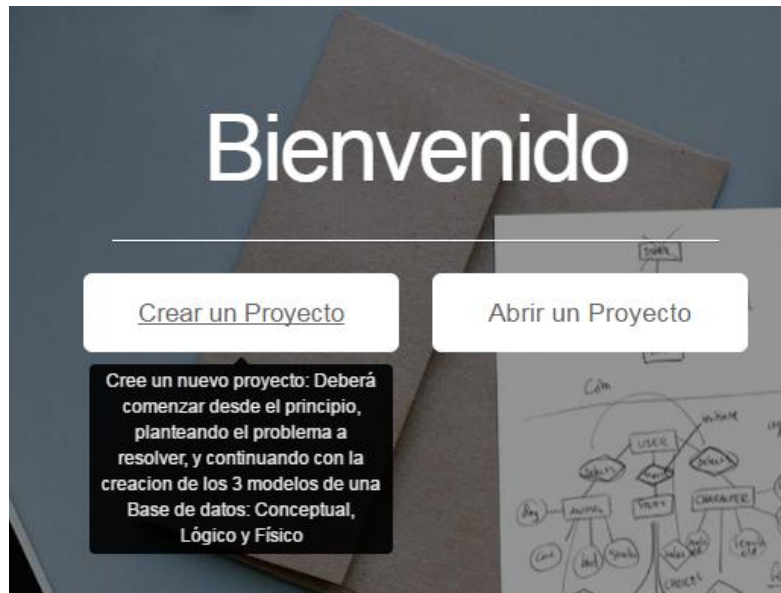 Bienvenido
Crear un Proyecto
Abrir un Proyecto
Cree un nuevo proyecto: Deberá
comenzar desde el principio,
planteando el problema a
resolver, y continuando con la
creacion de los 3 modelos de una
Base de datos: Conceptual,
Lógico y Físico
USER
CHARACTER